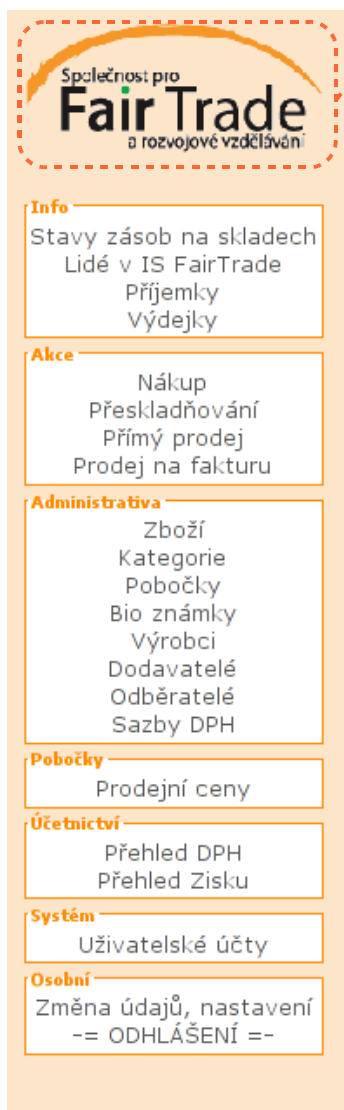 Společnost pro
Fair Trade
a rozvojové vzdělávání
Info
Stavy zásob na skladech
Lidé v IS FairTrade
Příjemky
Výdejky
Akce
Nákup
Přeskladňování
Přímý prodej
Prodej na fakturu
Administrativa
Zboží
Kategorie
Pobočky
Bio známky
Výrobci
Dodavatelé
Odběratelé
Sazby DPH
Pobočky
Prodejní ceny
Účetnictví
Přehled DPH
Přehled Zisku
Systém
Uživatelské účty
Osobní
Změna údajů, nastavení
-= ODHLÁŠENÍ =-